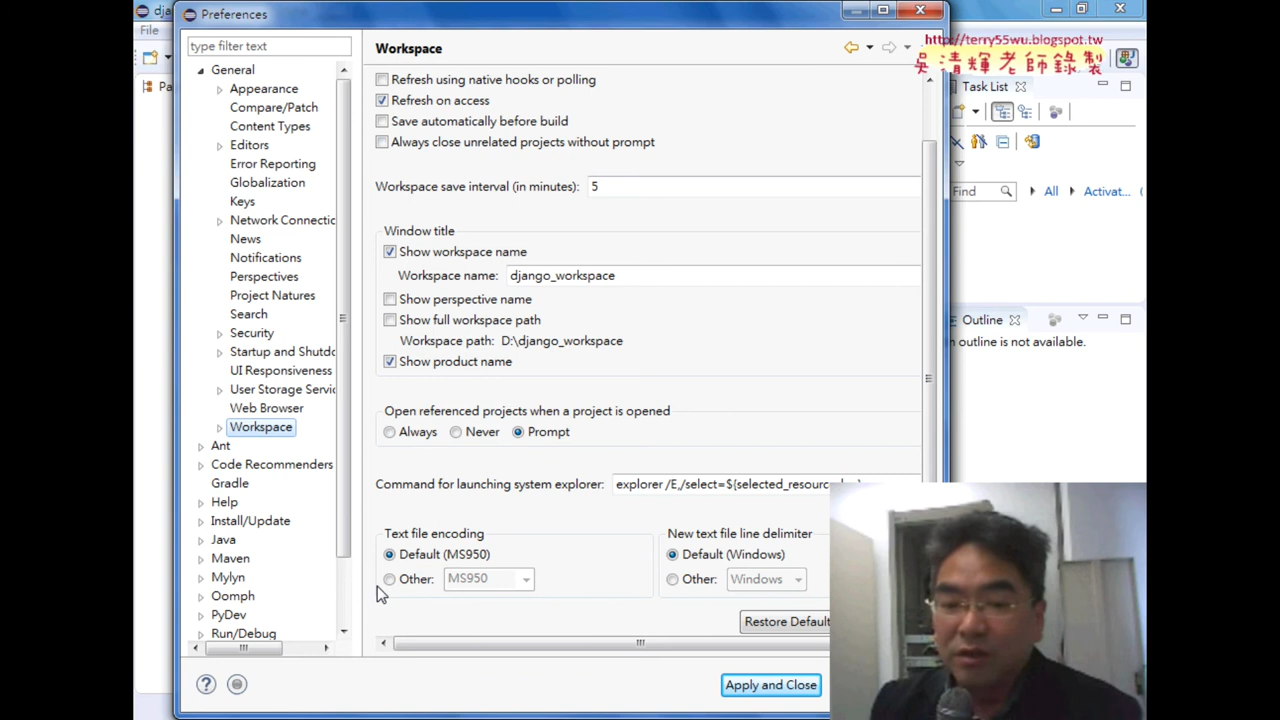 dja
Preferences
File
http://terry55wu.blogspot.tw
吳清輝老師錄製
type filter text
Workspace
General
Appearance
Compare/Patch
Content Types
Editors
Error Reporting
Globalization
Keys
Network Connectic
News
Notifications
Perspectives
Project Natures
Search
Security
Startup and Shutdo
UI Responsiveness
User Storage Servic
Web Browser
Workspace
Ant
Code Recommenders
Gradle
Help
Install/Update
Java
Maven
Mylyn
Oomph
PyDev
Run/Debug
Refresh using native hooks or polling
Refresh on access
Save automatically before build
Always close unrelated projects without prompt
Workspace save interval (in minutes): 5
Window title
Show workspace name
Workspace name: django_workspace
Show perspective name
Show full workspace path
Workspace path: D:\django_workspace
Show product name
Open referenced projects when a project is opened
Always Never Prompt
Command for launching system explorer: explorer /E,/select=${selected_resourc
Text file encoding
Default (MS950)
Other: MS950
New text file line delimiter
Default (Windows)
Other: Windows
Restore Default
Apply and Close
Pa
Task List
Find All Activat...
Outline
n outline is not available.